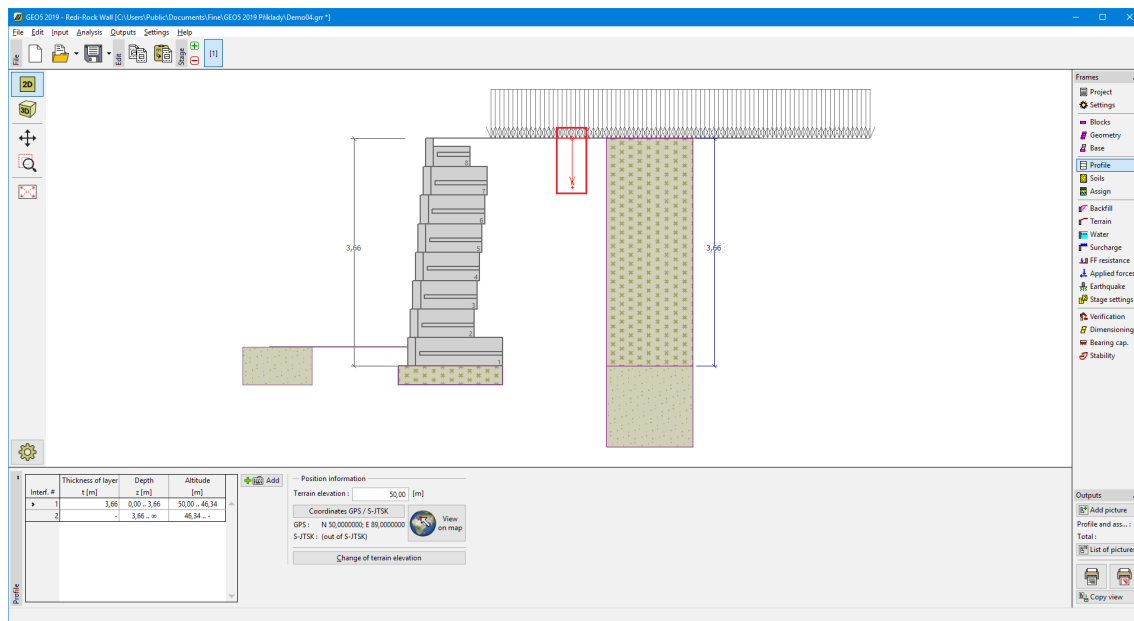 GEO5 2019 - Redi-Rock Wall [C:\Users\Public\Documents\Fine\GEO5 2019 Příklady\Demo04.grr *]
File Edit Input Analysis Outputs Settings Help
File
Edit
Stage
[1]
2D
3D
3,66
8
7
6
5
4
3
2
1
3,66
Frames
Project
Settings
Blocks
Geometry
Base
Profile
Soils
Assign
Backfill
Terrain
Water
Surcharge
FF resistance
Applied forces
Earthquake
Stage settings
Verification
Dimensioning
Bearing cap.
Stability
Outputs
Add picture
Profile and ass... :
Total :
List of pictures
Copy view
Profile
Thickness of layer Depth Altitude
Interf. # t [m] z [m] [m]
1 3,66 0,00 .. 3,66 50,00 .. 46,34
2 - 3,66 .. ∞ 46,34 .. -
Add
Position information
Terrain elevation : 50,00 [m]
Coordinates GPS / S-JTSK
GPS : N 50,0000000; E 89,0000000
S-JTSK : (out of S-JTSK)
View
on map
Change of terrain elevation